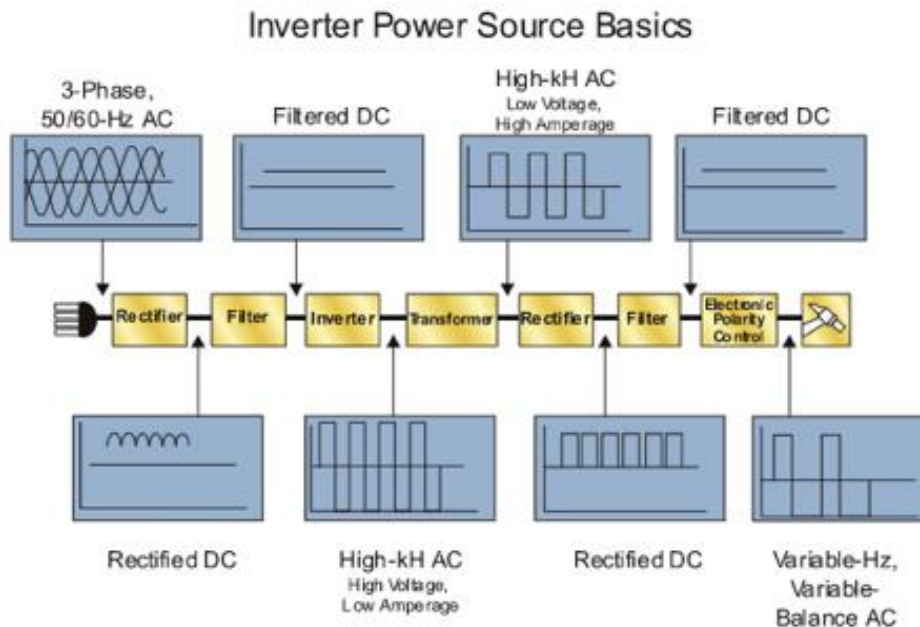 Inverter Power Source Basics
3-Phase,
50/60-Hz AC
Filtered DC
High-kH AC
Low Voltage,
High Amperage
Filtered DC
Rectifier
Filter
Inverter
Transformer
Rectifier
Filter
Electronic
Polarity
Control
Rectified DC
High-kH AC
High Voltage,
Low Amperage
Rectified DC
Variable-Hz,
Variable-
Balance AC